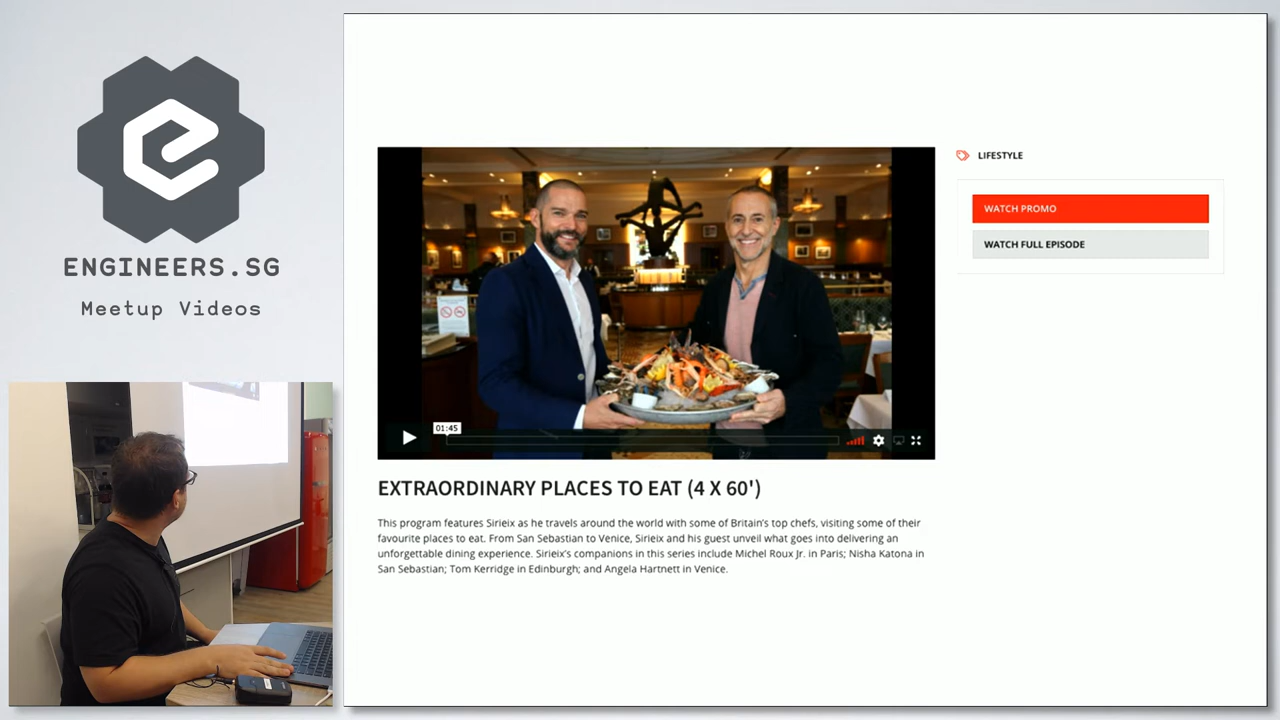 ENGINEERS.SG
Meetup Videos
LIFESTYLE
WATCH PROMO
WATCH FULL EPISODE
01:45
EXTRAORDINARY PLACES TO EAT (4 X 60')
This program features Sirieix as he travels around the world with some of Britain's top chefs, visiting some of their
favourite places to eat. From San Sebastian to Venice, Sirieix and his guest unveil what goes into delivering an
unforgettable dining experience. Sirieix's companions in this series include Michel Roux Jr. in Paris; Nisha Katona in
San Sebastian; Tom Kerridge in Edinburgh; and Angela Hartnett in Venice.